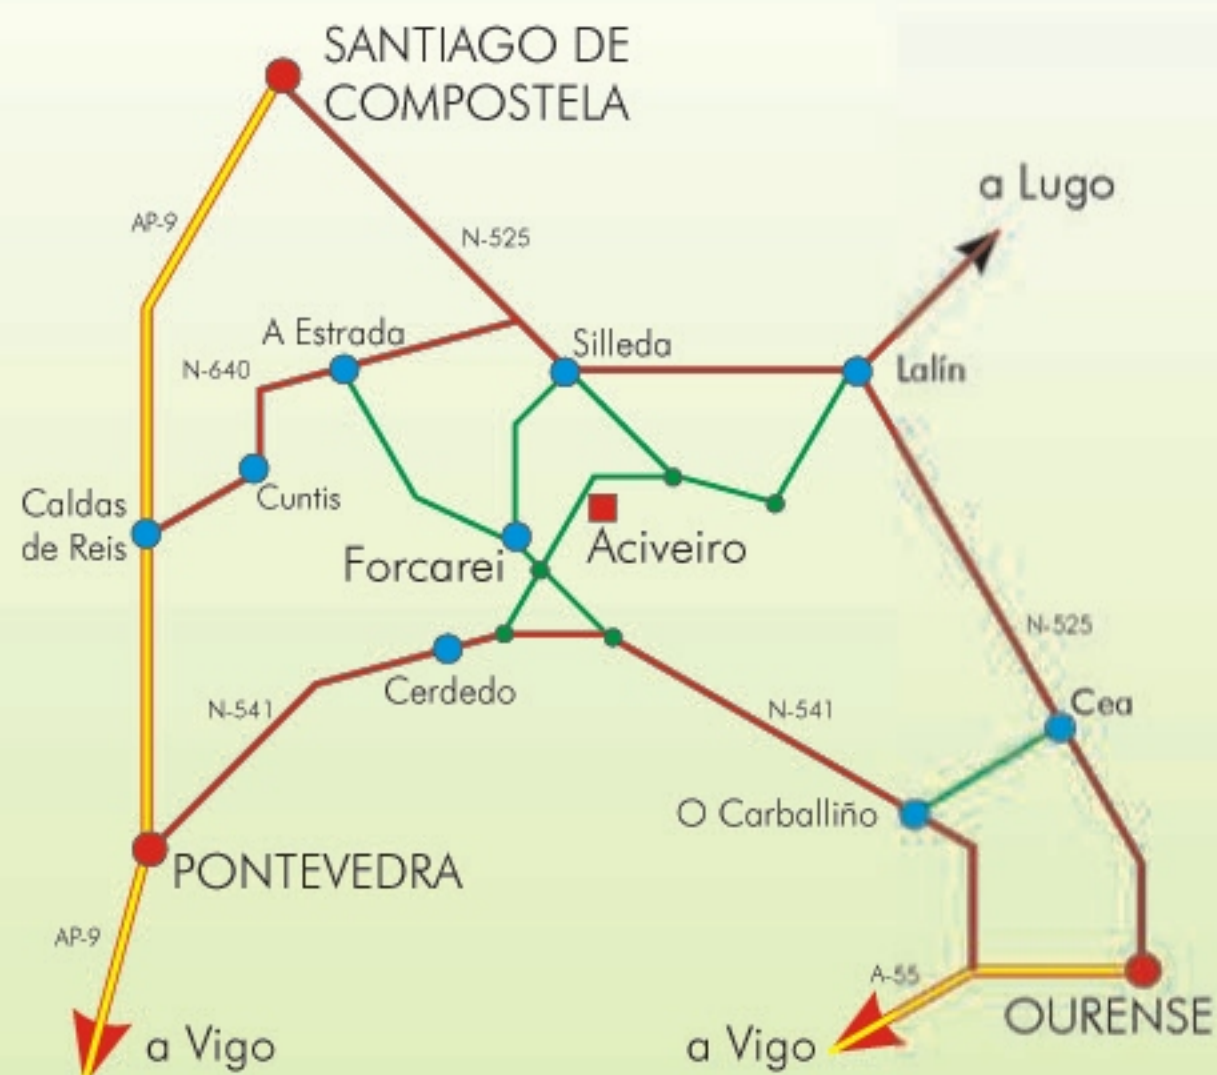 SANTIAGO DE
COMPOSTELA
a Lugo
AP-9
N-525
A Estrada
Silleda
N-640
Lalín
Caldas
de Reis
Cuntis
Forcarei
Aciveiro
N-525
Cerdedo
N-541
N-541
Cea
O Carballiño
PONTEVEDRA
AP-9
A-55
OURENSE
a Vigo
a Vigo